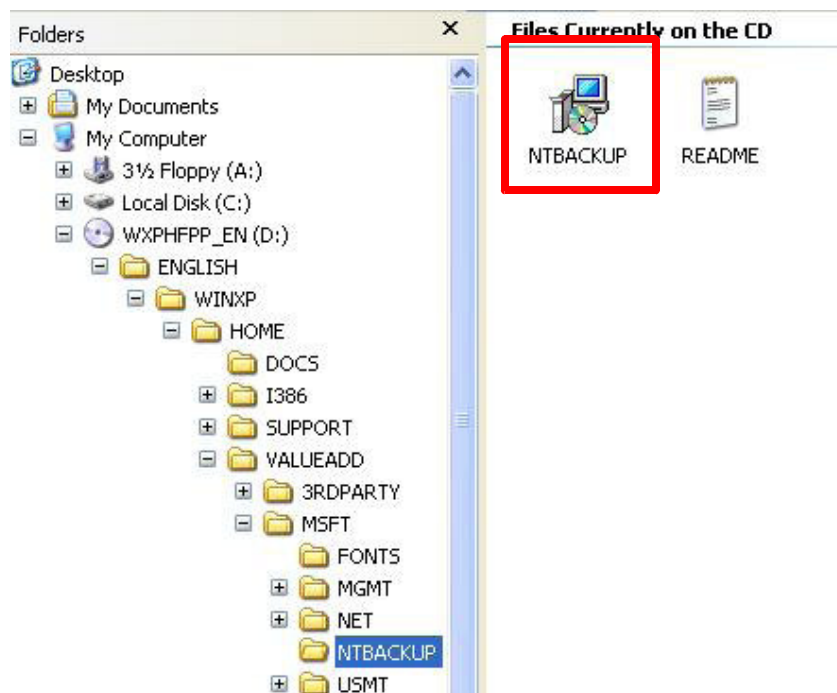 Folders
Desktop
My Documents
My Computer
3½ Floppy (A:)
Local Disk (C:)
WXPHFPP_EN (D:)
ENGLISH
WINXP
HOME
DOCS
I386
SUPPORT
VALUEADD
3RDPARTY
MSFT
FONTS
MGMT
NET
NTBACKUP
USMT
Files Currently on the CD
NTBACKUP
README